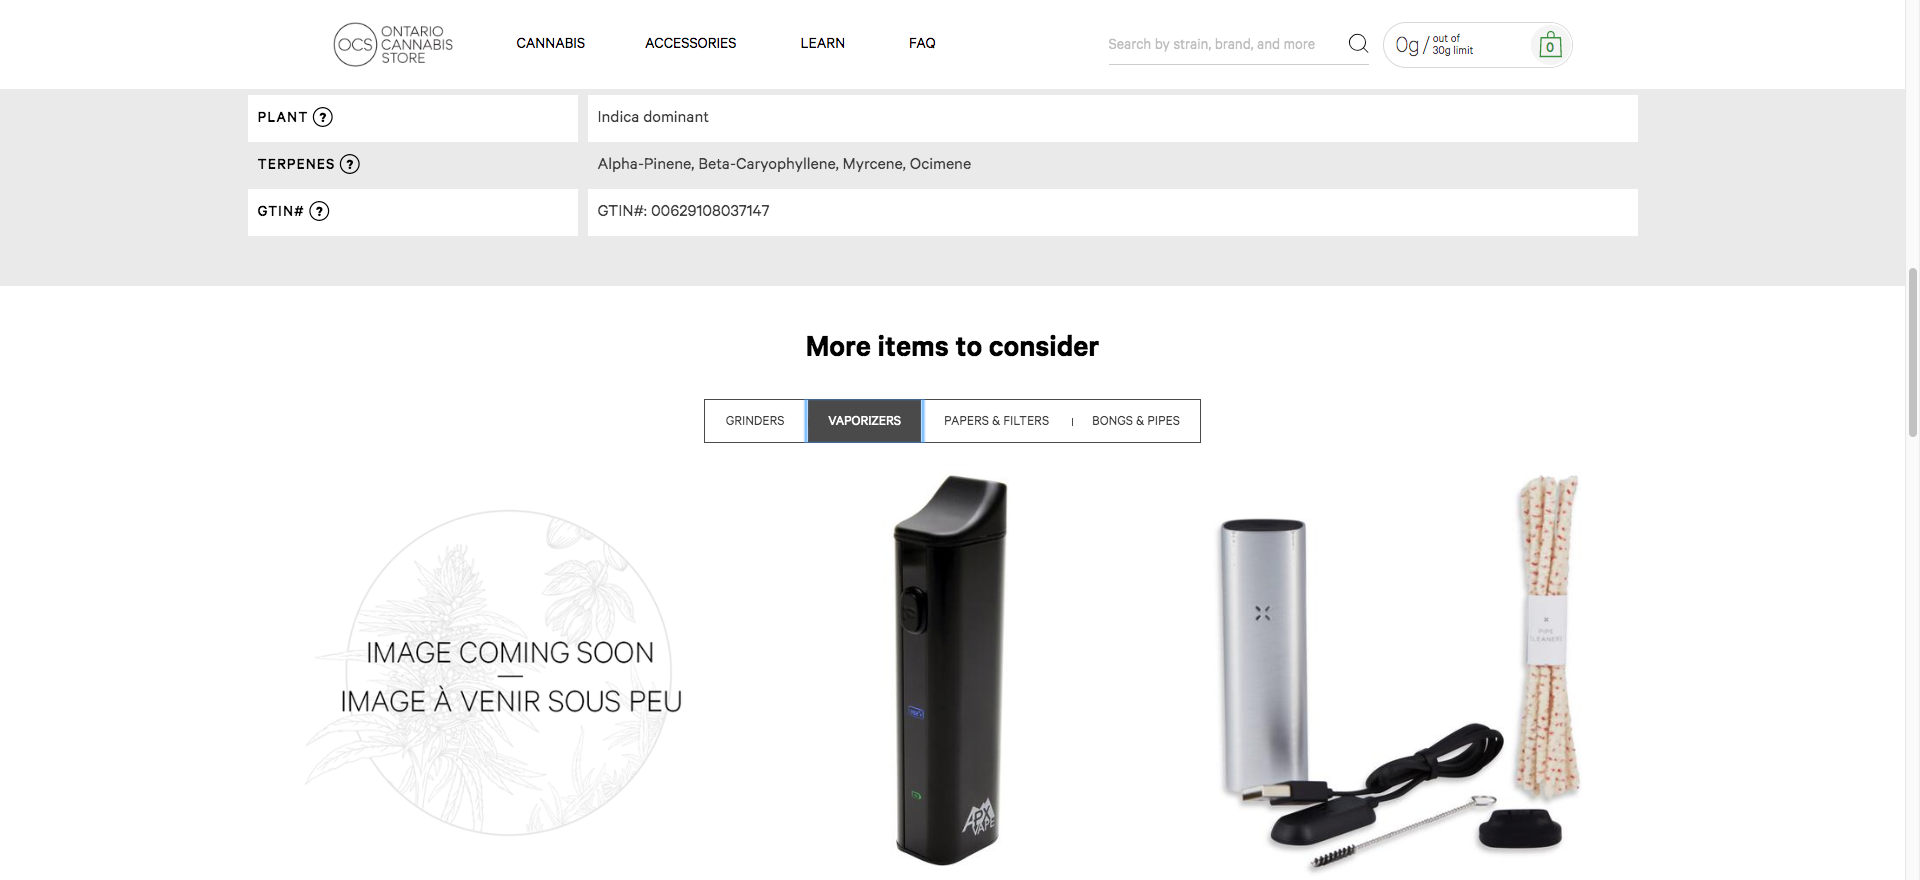 OCS ONTARIO
CANNABIS
STORE
CANNABIS
ACCESSORIES
LEARN
FAQ
Search by strain, brand, and more
0g / out of
30g limit
0
PLANT ?
Indica dominant
TERPENES ?
Alpha-Pinene, Beta-Caryophyllene, Myrcene, Ocimene
GTIN# ?
GTIN#: 00629108037147
More items to consider
GRINDERS
VAPORIZERS
PAPERS & FILTERS
BONGS & PIPES
IMAGE COMING SOON
IMAGE À VENIR SOUS PEU
APX
VAPE
PIPE
CLEANERS